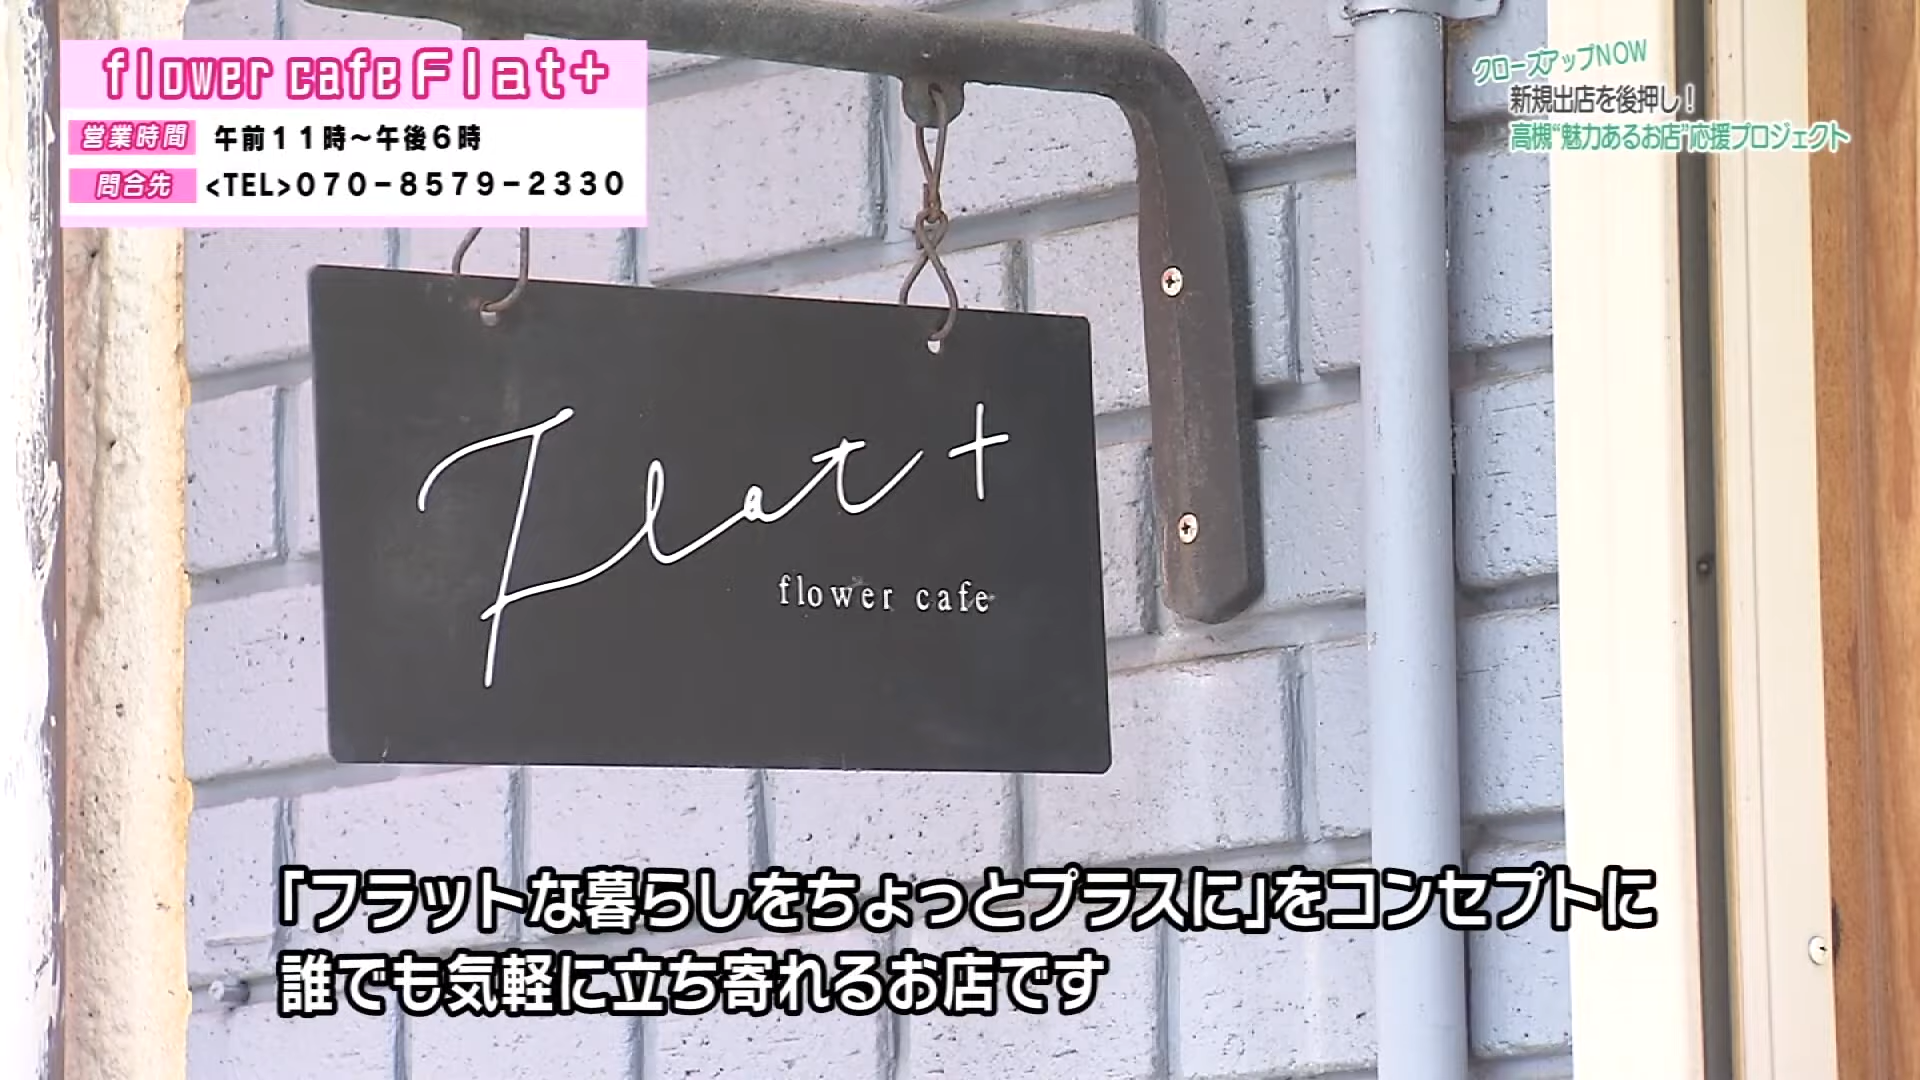 flower cafe Flat+
営業時間 午前11時～午後6時
問合先 <TEL>070-8579-2330
クローズアップNOW
新規出店を後押し！
高槻“魅力あるお店”応援プロジェクト
Flat+
flower cafe
「フラットな暮らしをちょっとプラスに」をコンセプトに
誰でも気軽に立ち寄れるお店です